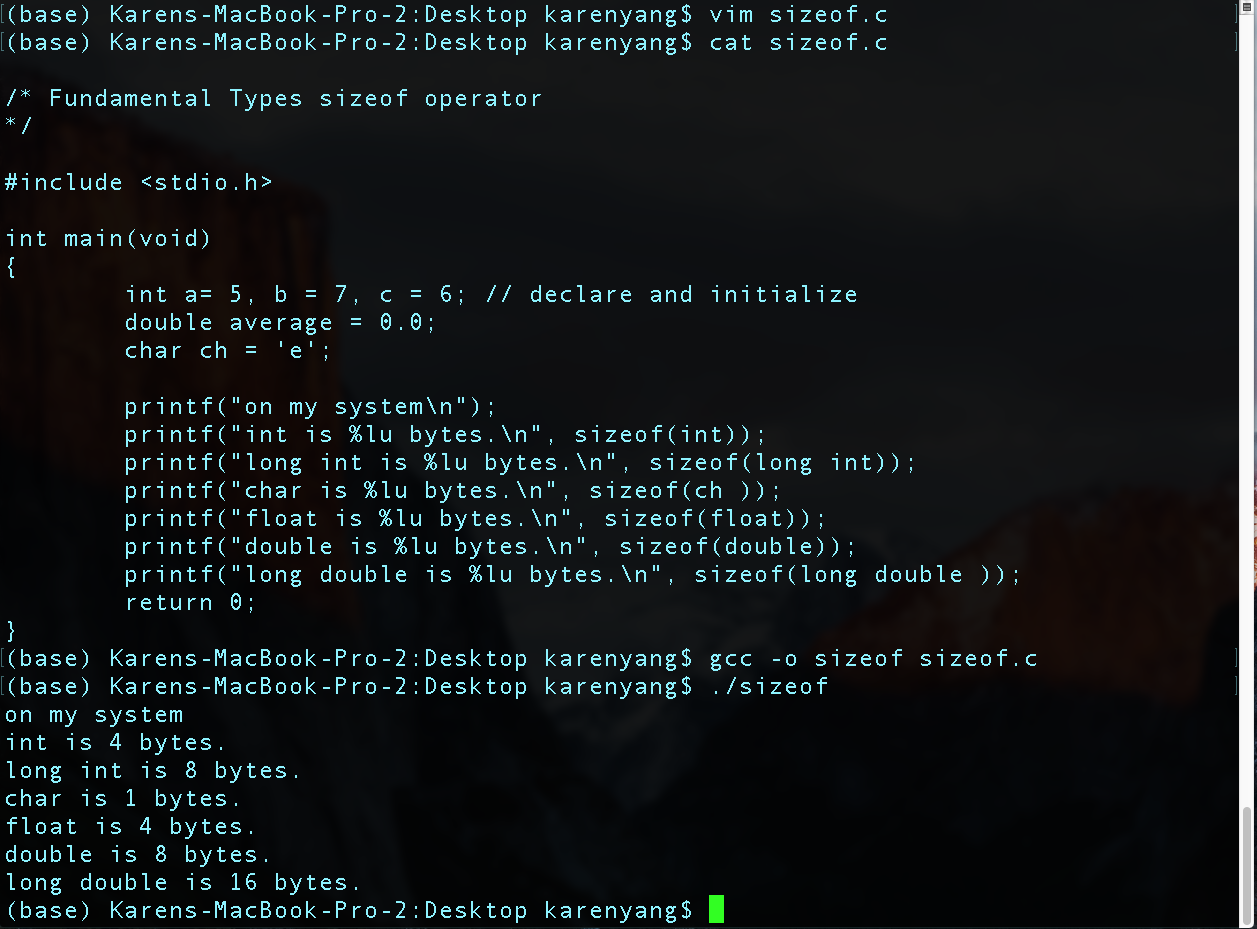 (base) Karens-MacBook-Pro-2:Desktop karenyang$ vim sizeof.c
(base) Karens-MacBook-Pro-2:Desktop karenyang$ cat sizeof.c
/* Fundamental Types sizeof operator
*/
#include <stdio.h>
int main(void)
{
int a= 5, b = 7, c = 6; // declare and initialize
double average = 0.0;
char ch = 'e';
printf("on my system\n");
printf("int is %lu bytes.\n", sizeof(int));
printf("long int is %lu bytes.\n", sizeof(long int));
printf("char is %lu bytes.\n", sizeof(ch ));
printf("float is %lu bytes.\n", sizeof(float));
printf("double is %lu bytes.\n", sizeof(double));
printf("long double is %lu bytes.\n", sizeof(long double ));
return 0;
}
(base) Karens-MacBook-Pro-2:Desktop karenyang$ gcc -o sizeof sizeof.c
(base) Karens-MacBook-Pro-2:Desktop karenyang$ ./sizeof
on my system
int is 4 bytes.
long int is 8 bytes.
char is 1 bytes.
float is 4 bytes.
double is 8 bytes.
long double is 16 bytes.
(base) Karens-MacBook-Pro-2:Desktop karenyang$